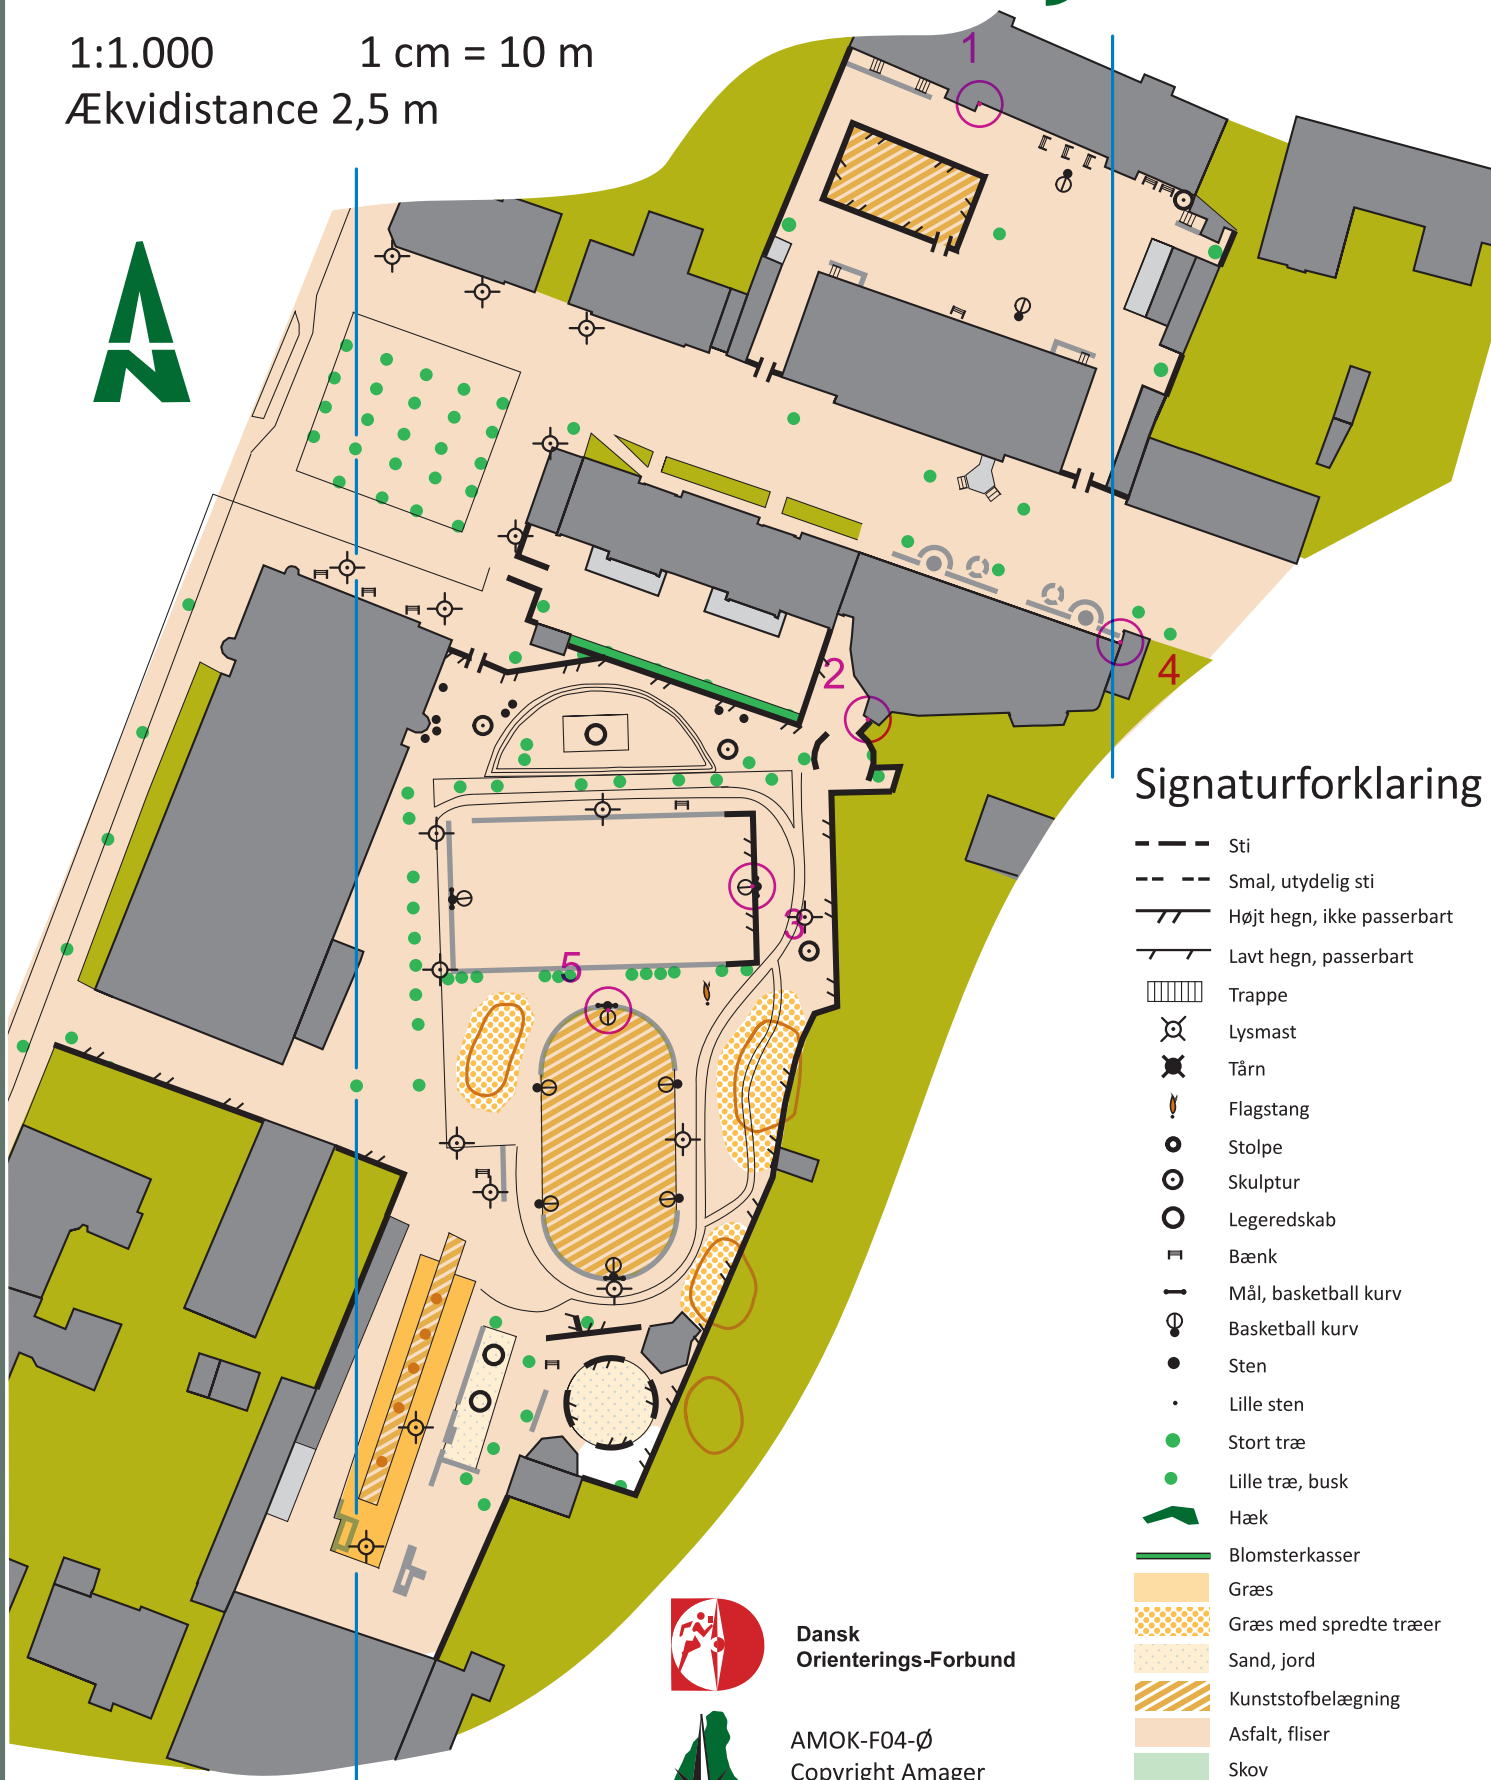 1:1.000 1 cm = 10 m
Ækvidistance 2,5 m
1
2
4
3
5
Signaturforklaring
Sti
Smal, utydelig sti
Højt hegn, ikke passerbart
Lavt hegn, passerbart
Trappe
Lysmast
Tårn
Flagstang
Stolpe
Skulptur
Legeredskab
Bænk
Mål, basketball kurv
Basketball kurv
Sten
Lille sten
Stort træ
Lille træ, busk
Hæk
Blomsterkasser
Græs
Græs med spredte træer
Sand, jord
Kunststofbelægning
Asfalt, fliser
Skov
Dansk
Orienterings-Forbund
AMOK-F04-Ø
Copyright Amager